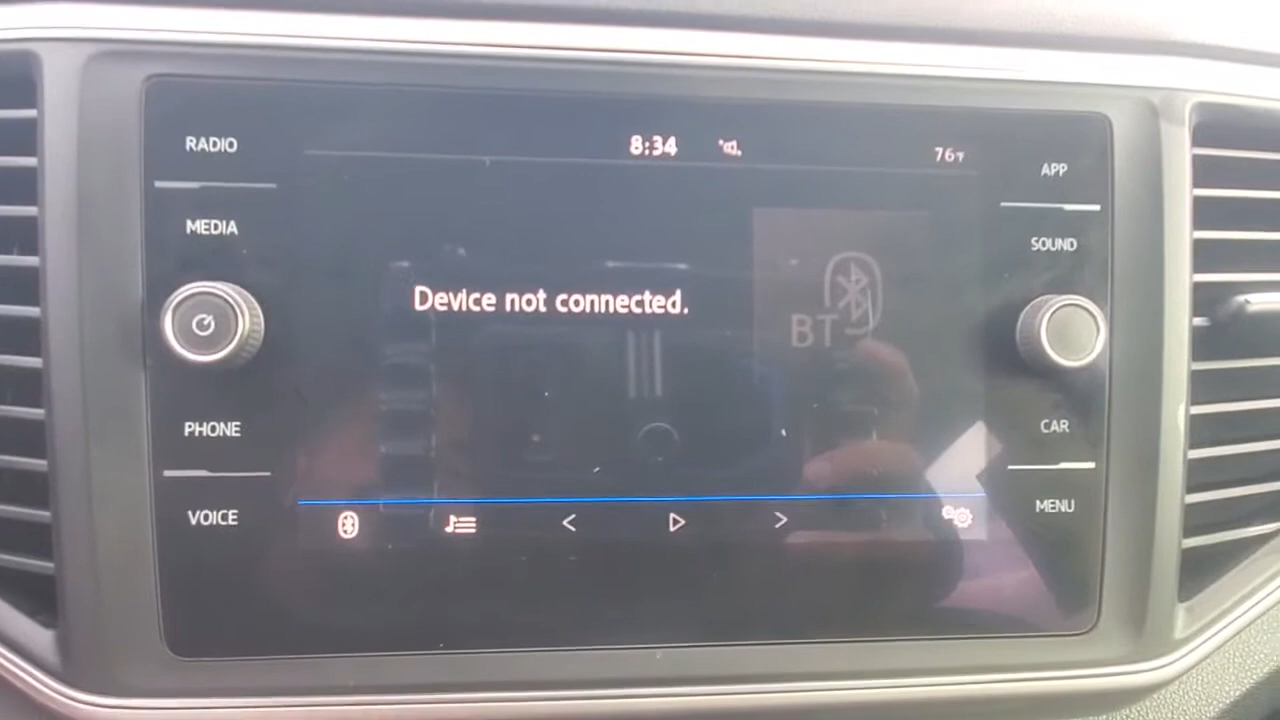 RADIO
MEDIA
PHONE
VOICE
8:34
76°F
Device not connected.
BT
APP
SOUND
CAR
MENU